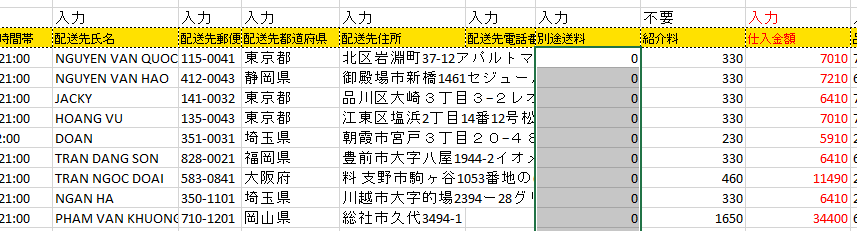 入力 入力 入力 入力 入力 入力 不要 入力
時間帯 配送先氏名 配送先郵便 配送先都道府県 配送先住所 配送先電話番 別途送料 紹介料 仕入金額
21:00 NGUYEN VAN QUOC 115-0041 東京都 北区岩淵町37-12アパルトマ 0 330 7010
21:00 NGUYEN VAN HAO 412-0043 静岡県 御殿場市新橋1461セジュール 0 330 7210
21:00 JACKY 141-0032 東京都 品川区大崎３丁目３−２レオ 0 330 6410
21:00 HOANG VU 135-0043 東京都 江東区塩浜2丁目14番12号松 0 330 7010
2:00 DOAN 351-0031 埼玉県 朝霞市宮戸３丁目２０-４８ 0 230 5910
21:00 TRAN DANG SON 828-0021 福岡県 豊前市大字八屋1944-2イオメ 0 330 6410
21:00 TRAN NGOC DOAI 583-0841 大阪府 料 支野市駒ヶ谷1053番地の 0 460 11490
21:00 NGAN HA 350-1101 埼玉県 川越市大字的場2394ー28グリ 0 330 6410
21:00 PHAM VAN KHUONG 710-1201 岡山県 総社市久代3494-1 0 1650 34400